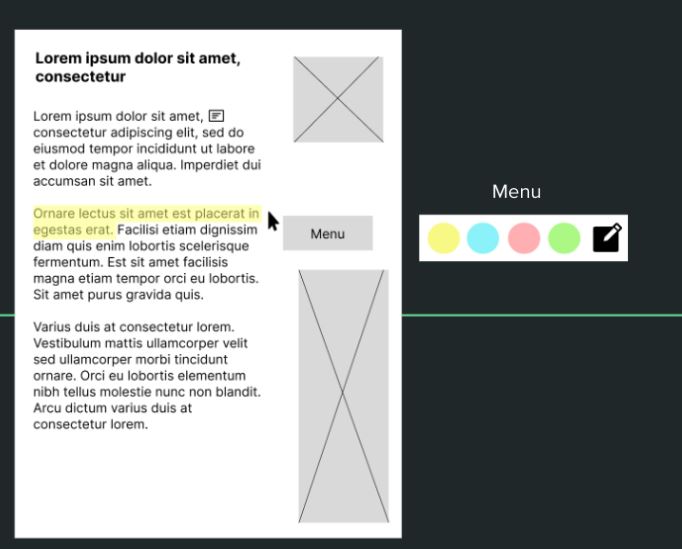 Lorem ipsum dolor sit amet,
consectetur
Lorem ipsum dolor sit amet,
consectetur adipiscing elit, sed do
eiusmod tempor incididunt ut labore
et dolore magna aliqua. Imperdiet dui
accumsan sit amet.
Ornare lectus sit amet est placerat in
egestas erat. Facilisi etiam dignissim
diam quis enim lobortis scelerisque
fermentum. Est sit amet facilisis
magna etiam tempor orci eu lobortis.
Sit amet purus gravida quis.
Varius duis at consectetur lorem.
Vestibulum mattis ullamcorper velit
sed ullamcorper morbi tincidunt
ornare. Orci eu lobortis elementum
nibh tellus molestie nunc non blandit.
Arcu dictum varius duis at
consectetur lorem.
Menu
Menu